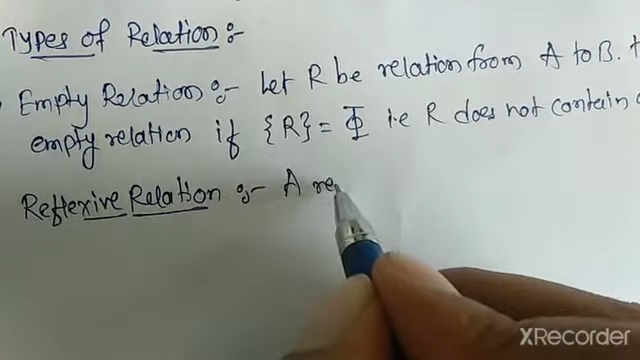 Types of Relation :-
Empty Relation :- Let R be relation from A to B.
empty relation if {R} = Φ i.e R does not contain
Reflexive Relation :- A re
XRecorder